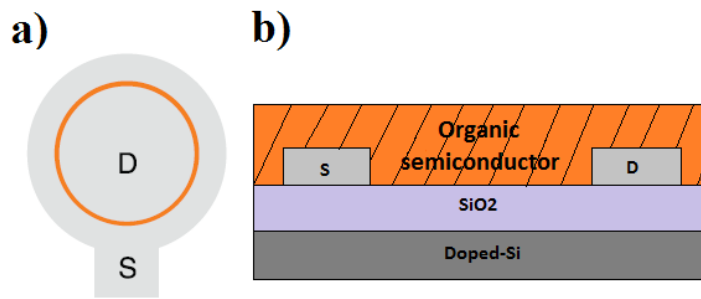 a) b)
D
S
Organic
semiconductor
S D
SiO2
Doped-Si